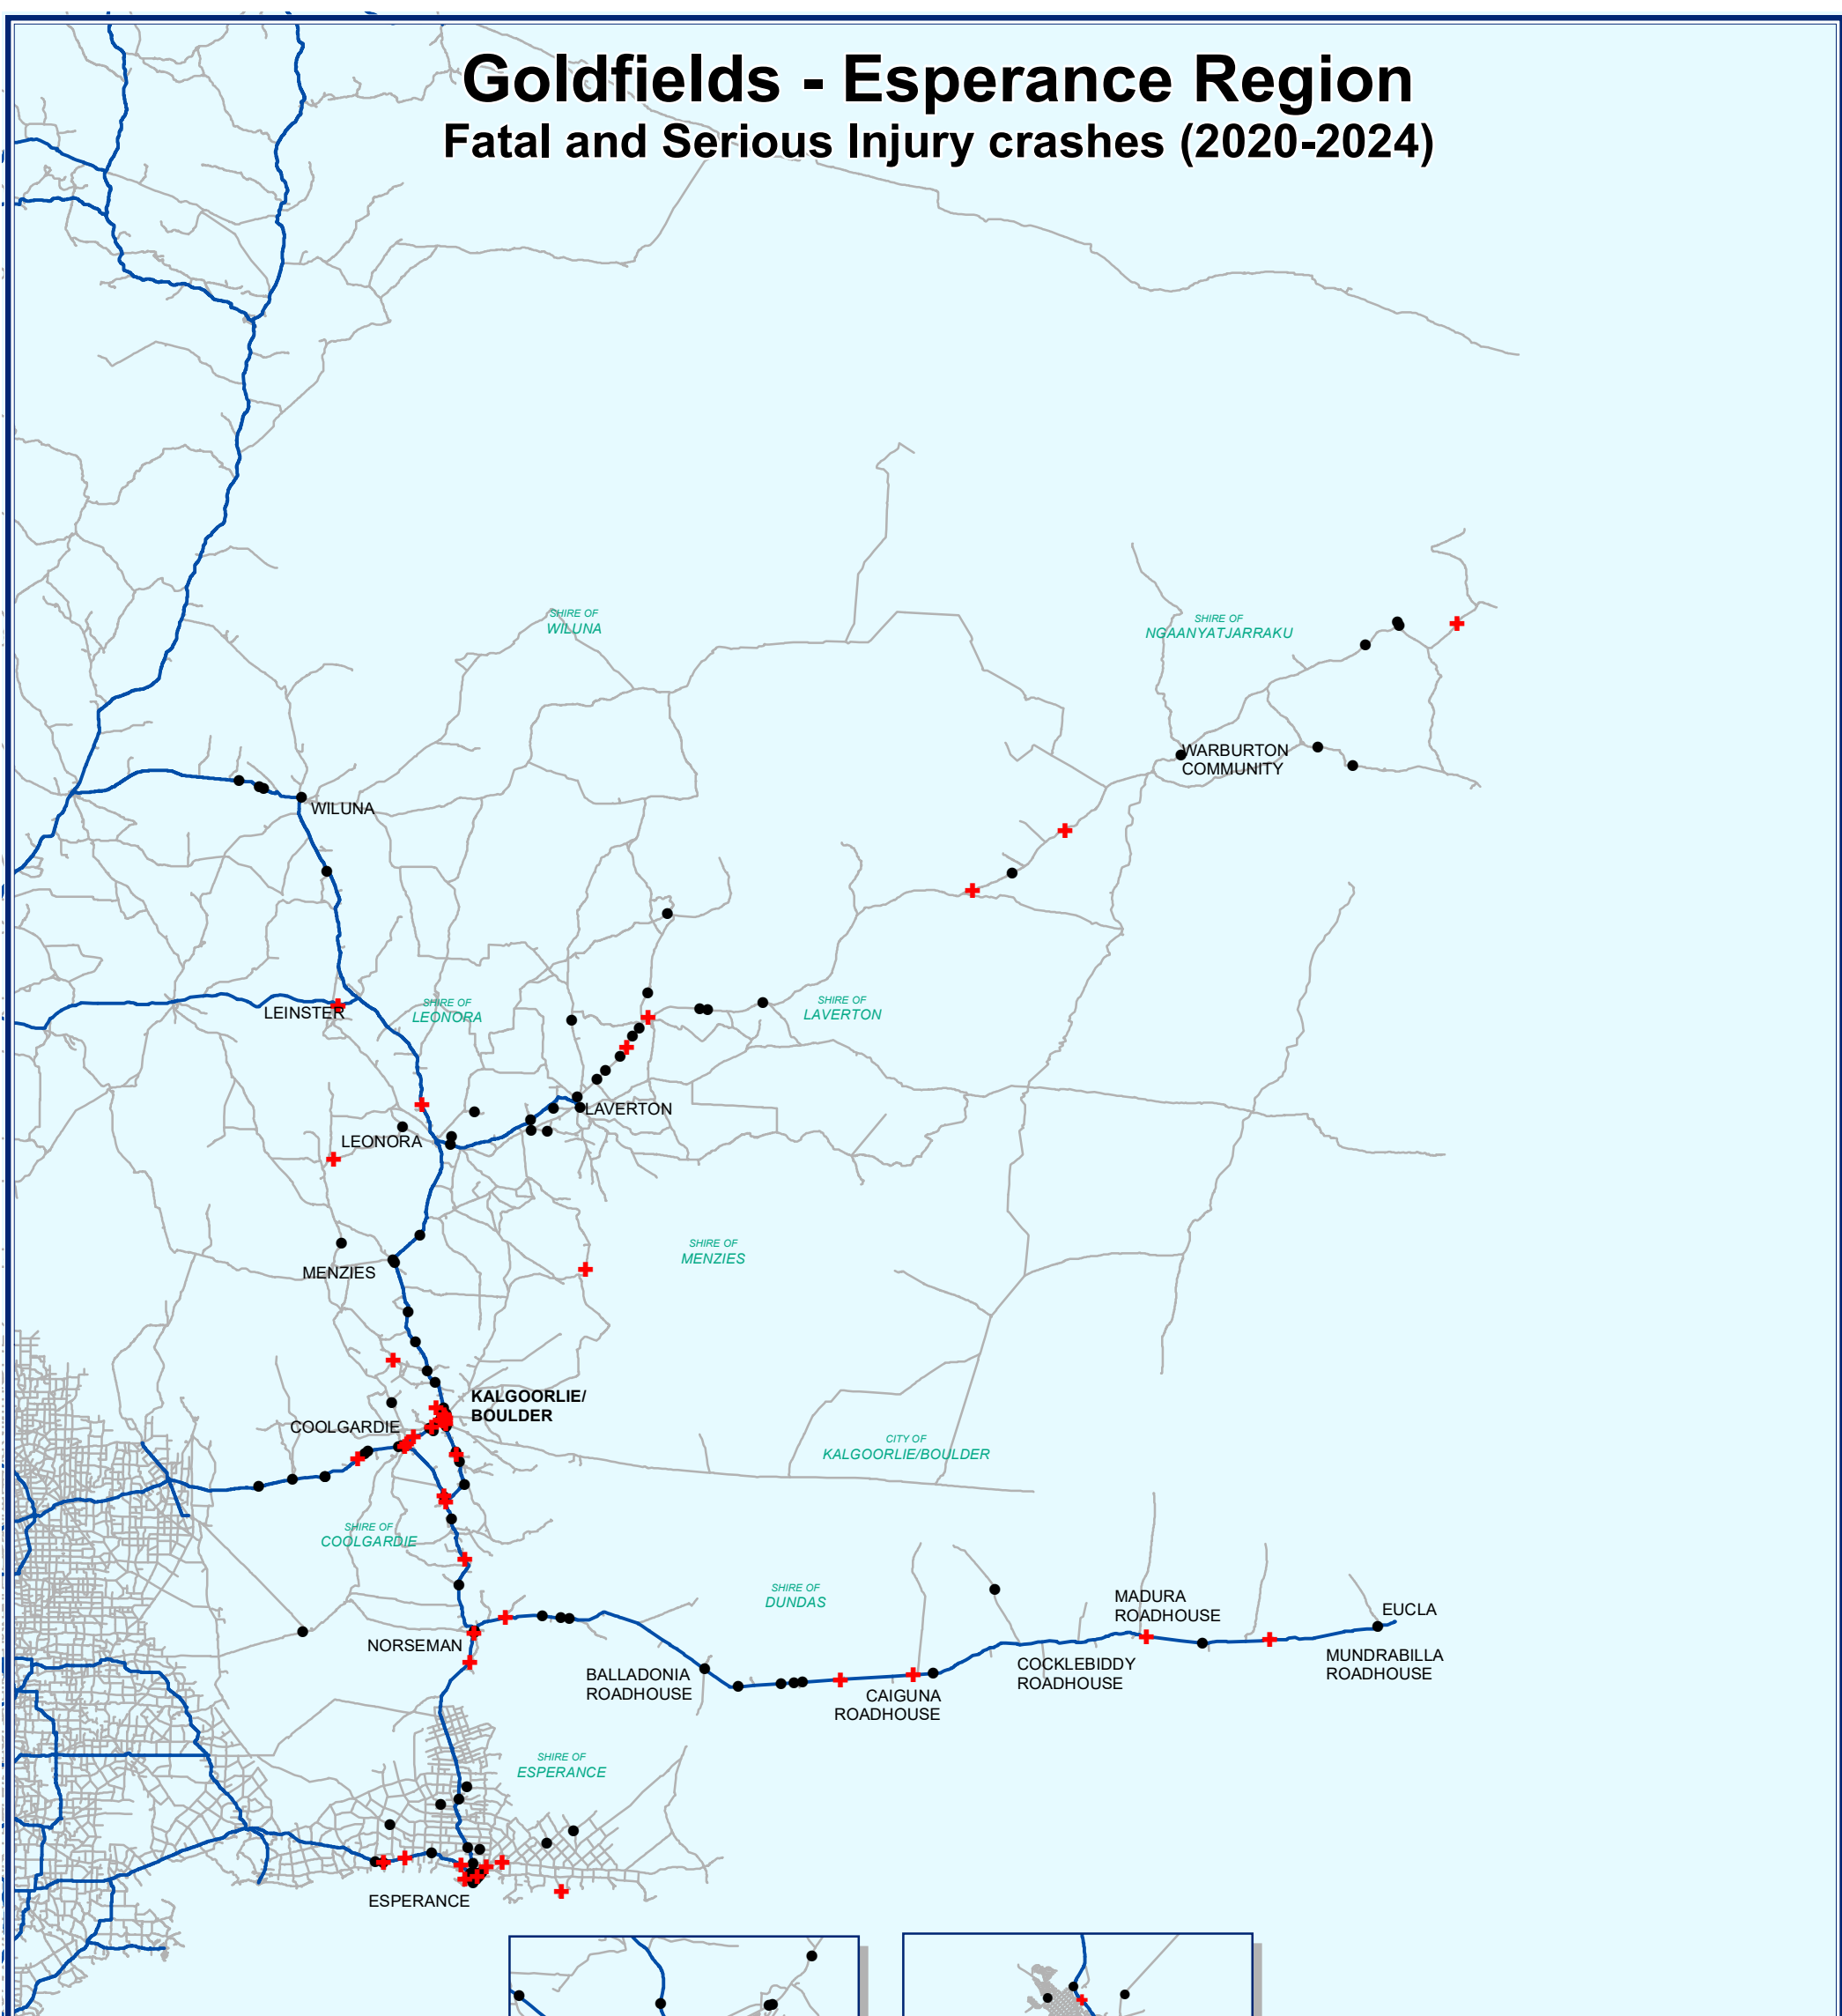 Goldfields - Esperance Region
Fatal and Serious Injury crashes (2020-2024)
SHIRE OF
WILUNA
SHIRE OF
NGAANYATJARRAKU
WARBURTON
COMMUNITY
WILUNA
LEINSTER
SHIRE OF
LEONORA
SHIRE OF
LAVERTON
LAVERTON
LEONORA
SHIRE OF
MENZIES
MENZIES
KALGOORLIE/
BOULDER
COOLGARDIE
CITY OF
KALGOORLIE/BOULDER
SHIRE OF
COOLGARDIE
SHIRE OF
DUNDAS
MADURA
ROADHOUSE
EUCLA
NORSEMAN
BALLADONIA
ROADHOUSE
CAIGUNA
ROADHOUSE
COCKLEBIDDY
ROADHOUSE
MUNDRABILLA
ROADHOUSE
SHIRE OF
ESPERANCE
ESPERANCE